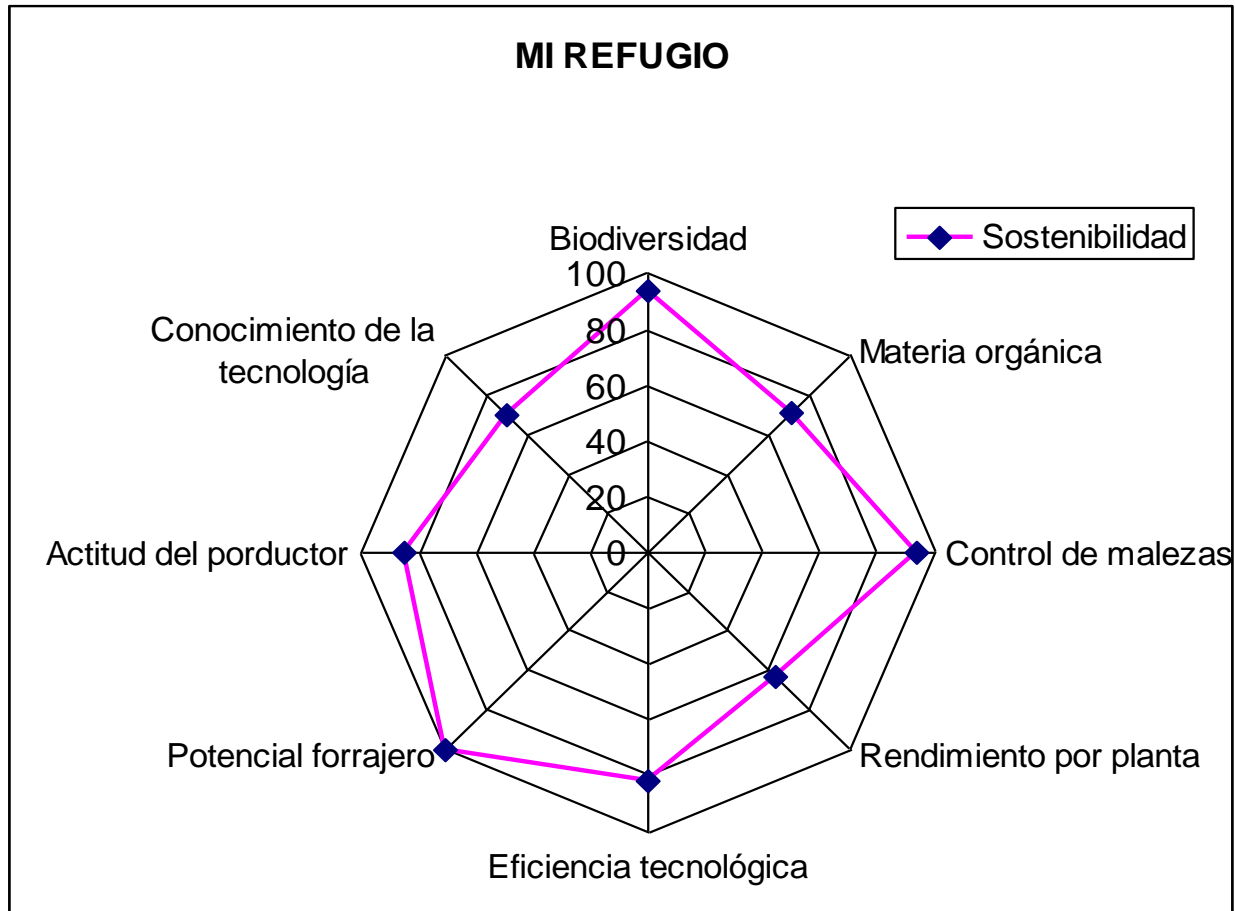 MI REFUGIO
Sostenibilidad
Biodiversidad
100
80
60
40
20
0
Materia orgánica
Control de malezas
Rendimiento por planta
Eficiencia tecnológica
Potencial forrajero
Actitud del porductor
Conocimiento de la
tecnología